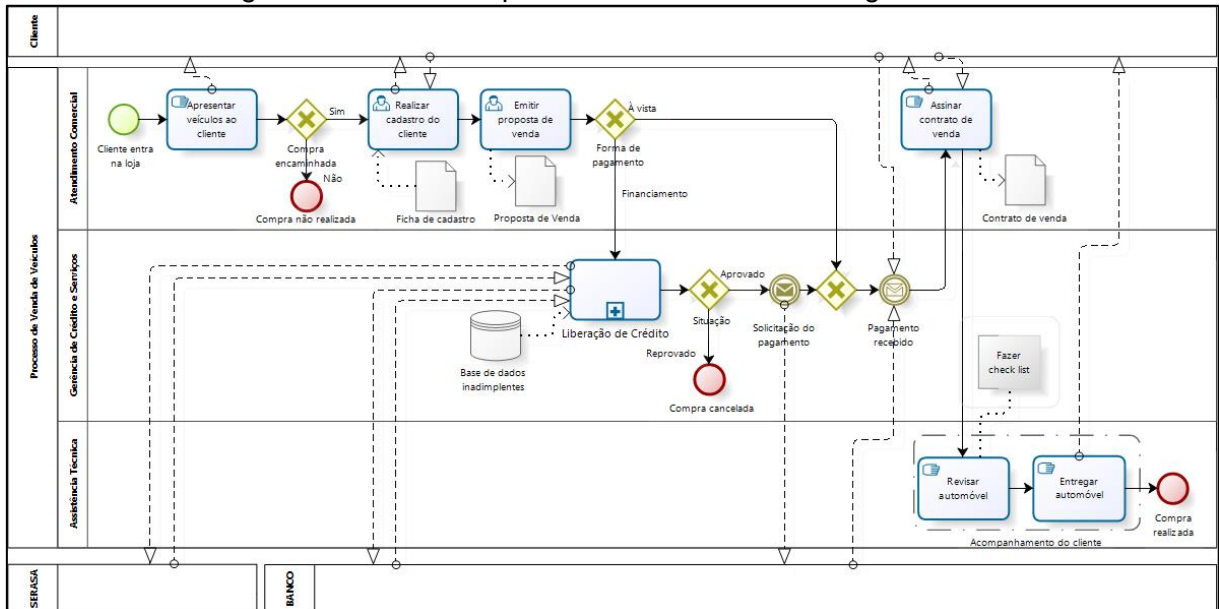 Cliente
Processo de Venda de Veículos
Atendimento Comercial
Cliente entra
na loja
Apresentar
veículos ao
cliente
Compra
encaminhada
Sim
Não
Compra não realizada
Realizar
cadastro do
cliente
Ficha de cadastro
Emitir
proposta de
venda
Proposta de Venda
Forma de
pagamento
À vista
Financiamento
Assinar
contrato de
venda
Contrato de venda
Gerência de Crédito e Serviços
Base de dados
inadimplentes
Liberação de Crédito
Situação
Aprovado
Reprovado
Compra cancelada
Solicitação do
pagamento
Pagamento
recebido
Fazer
check list
Assistência Técnica
Revisar
automóvel
Entregar
automóvel
Acompanhamento do cliente
Compra
realizada
SERASA
BANCO